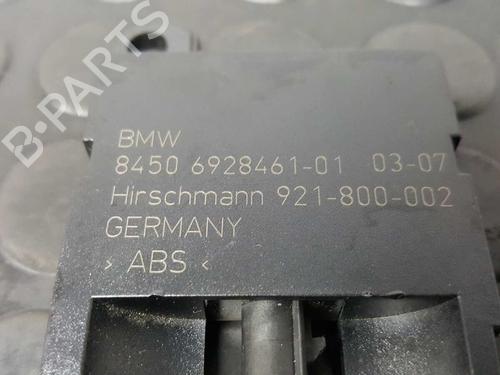 B-PARTS
BMW
8450 6928461-01 03-07
Hirschmann 921-800-002
GERMANY
> ABS <